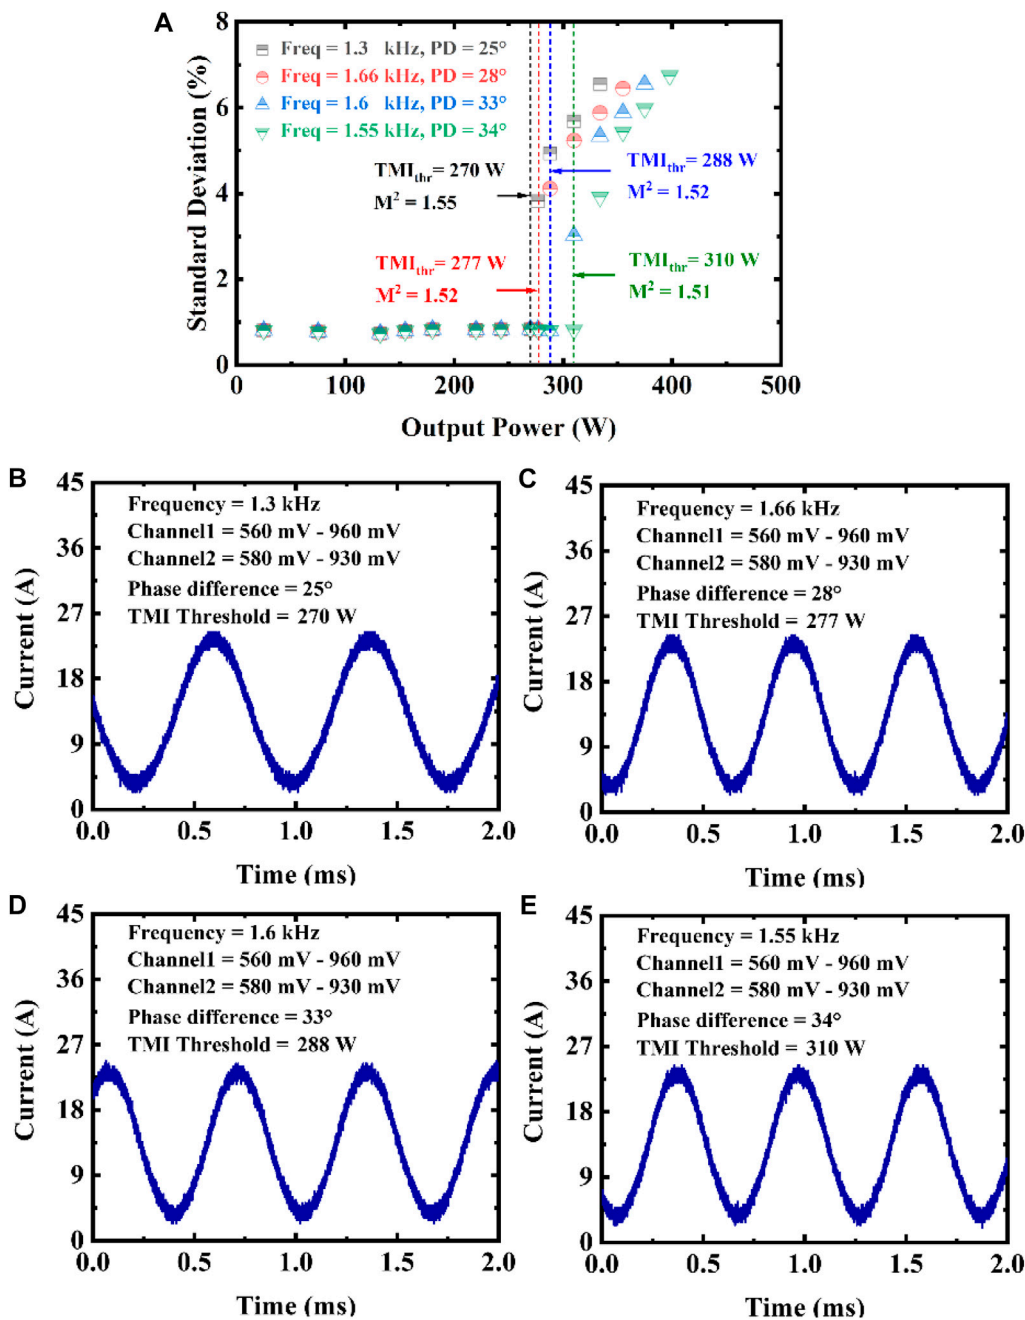 A
8
6
4
2
0
Standard Deviation (%)
Freq = 1.3 kHz, PD = 25°
Freq = 1.66 kHz, PD = 28°
Freq = 1.6 kHz, PD = 33°
Freq = 1.55 kHz, PD = 34°
TMIthr= 270 W
M² = 1.55
TMIthr= 288 W
M² = 1.52
TMIthr= 277 W
M² = 1.52
TMIthr= 310 W
M² = 1.51
0 100 200 300 400 500
Output Power (W)
B
45
36
27
18
9
0
Current (A)
Frequency = 1.3 kHz
Channel1 = 560 mV - 960 mV
Channel2 = 580 mV - 930 mV
Phase difference = 25°
TMI Threshold = 270 W
0.0 0.5 1.0 1.5 2.0
Time (ms)
C
45
36
27
18
9
0
Current (A)
Frequency = 1.66 kHz
Channel1 = 560 mV - 960 mV
Channel2 = 580 mV - 930 mV
Phase difference = 28°
TMI Threshold = 277 W
0.0 0.5 1.0 1.5 2.0
Time (ms)
D
45
36
27
18
9
0
Current (A)
Frequency = 1.6 kHz
Channel1 = 560 mV - 960 mV
Channel2 = 580 mV - 930 mV
Phase difference = 33°
TMI Threshold = 288 W
0.0 0.5 1.0 1.5 2.0
Time (ms)
E
45
36
27
18
9
0
Current (A)
Frequency = 1.55 kHz
Channel1 = 560 mV - 960 mV
Channel2 = 580 mV - 930 mV
Phase difference = 34°
TMI Threshold = 310 W
0.0 0.5 1.0 1.5 2.0
Time (ms)